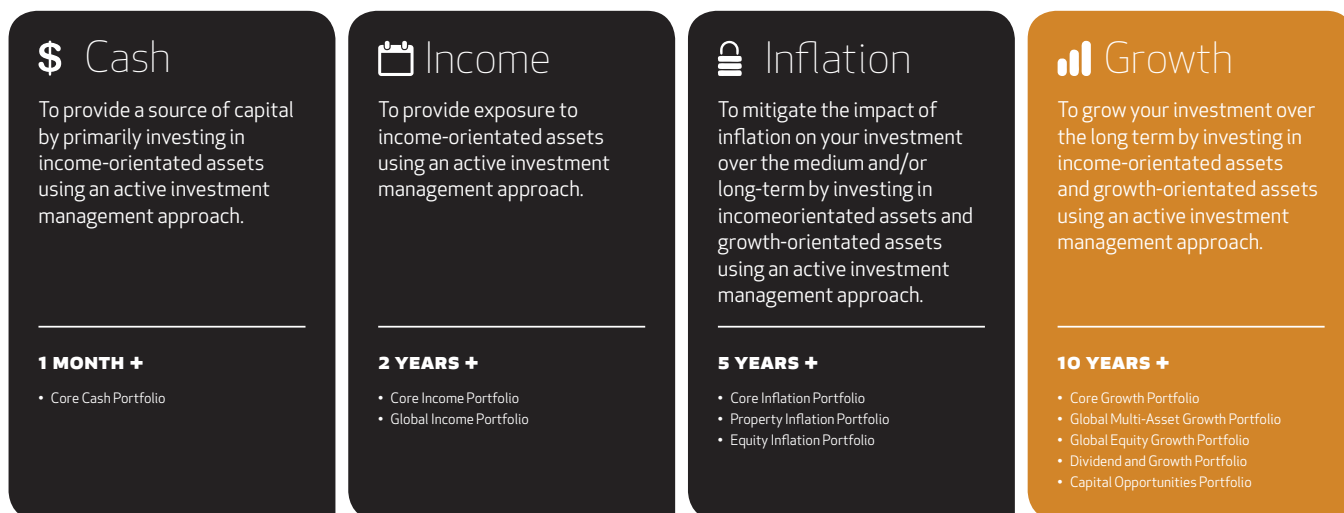 $ Cash
To provide a source of capital
by primarily investing in
income-orientated assets
using an active investment
management approach.
1 MONTH +
• Core Cash Portfolio
Income
To provide exposure to
income-orientated assets
using an active investment
management approach.
2 YEARS +
• Core Income Portfolio
• Global Income Portfolio
Inflation
To mitigate the impact of
inflation on your investment
over the medium and/or
long-term by investing in
incomeorientated assets and
growth-orientated assets
using an active investment
management approach.
5 YEARS +
• Core Inflation Portfolio
• Property Inflation Portfolio
• Equity Inflation Portfolio
Growth
To grow your investment over
the long term by investing in
income-orientated assets
and growth-orientated assets
using an active investment
management approach.
10 YEARS +
• Core Growth Portfolio
• Global Multi-Asset Growth Portfolio
• Global Equity Growth Portfolio
• Dividend and Growth Portfolio
• Capital Opportunities Portfolio